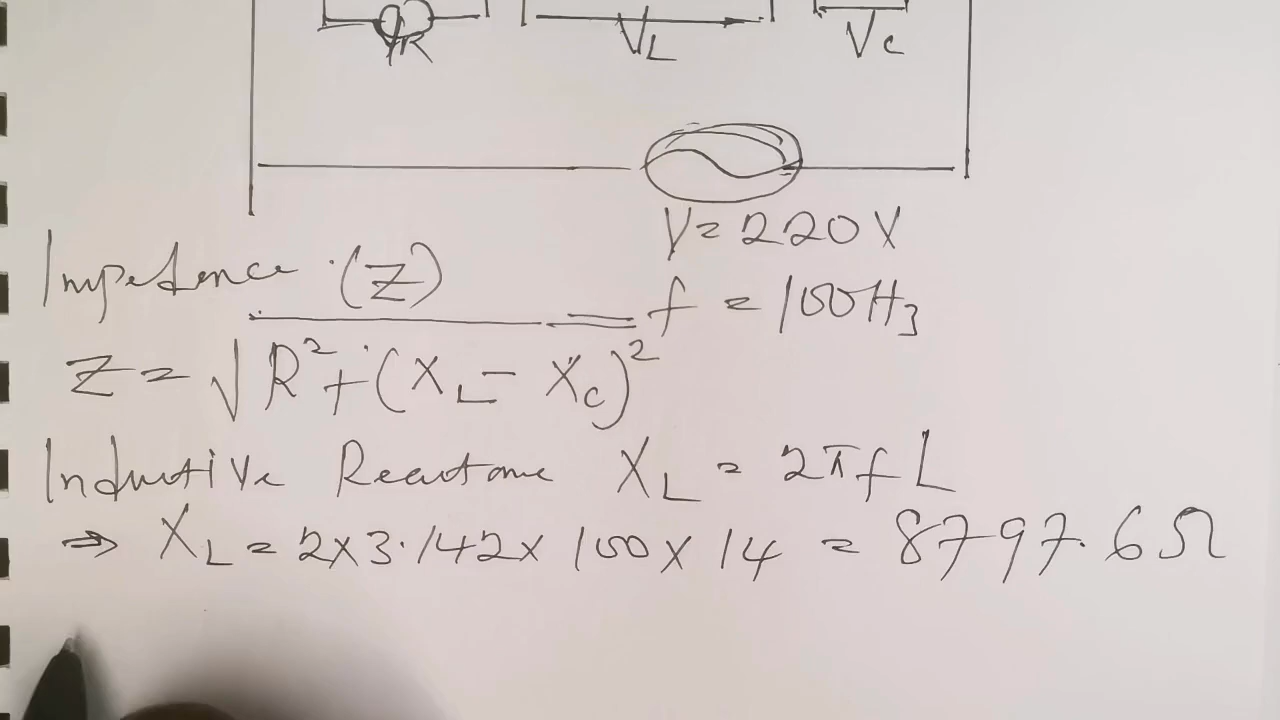 VR VL Vc
V = 220V
Impedence (Z)
f = 100Hz
Z = √R²+(XL - Xc)²
Inductive Reactance XL = 2πfL
⇒ XL = 2×3.142× 100× 14 = 8797.6Ω